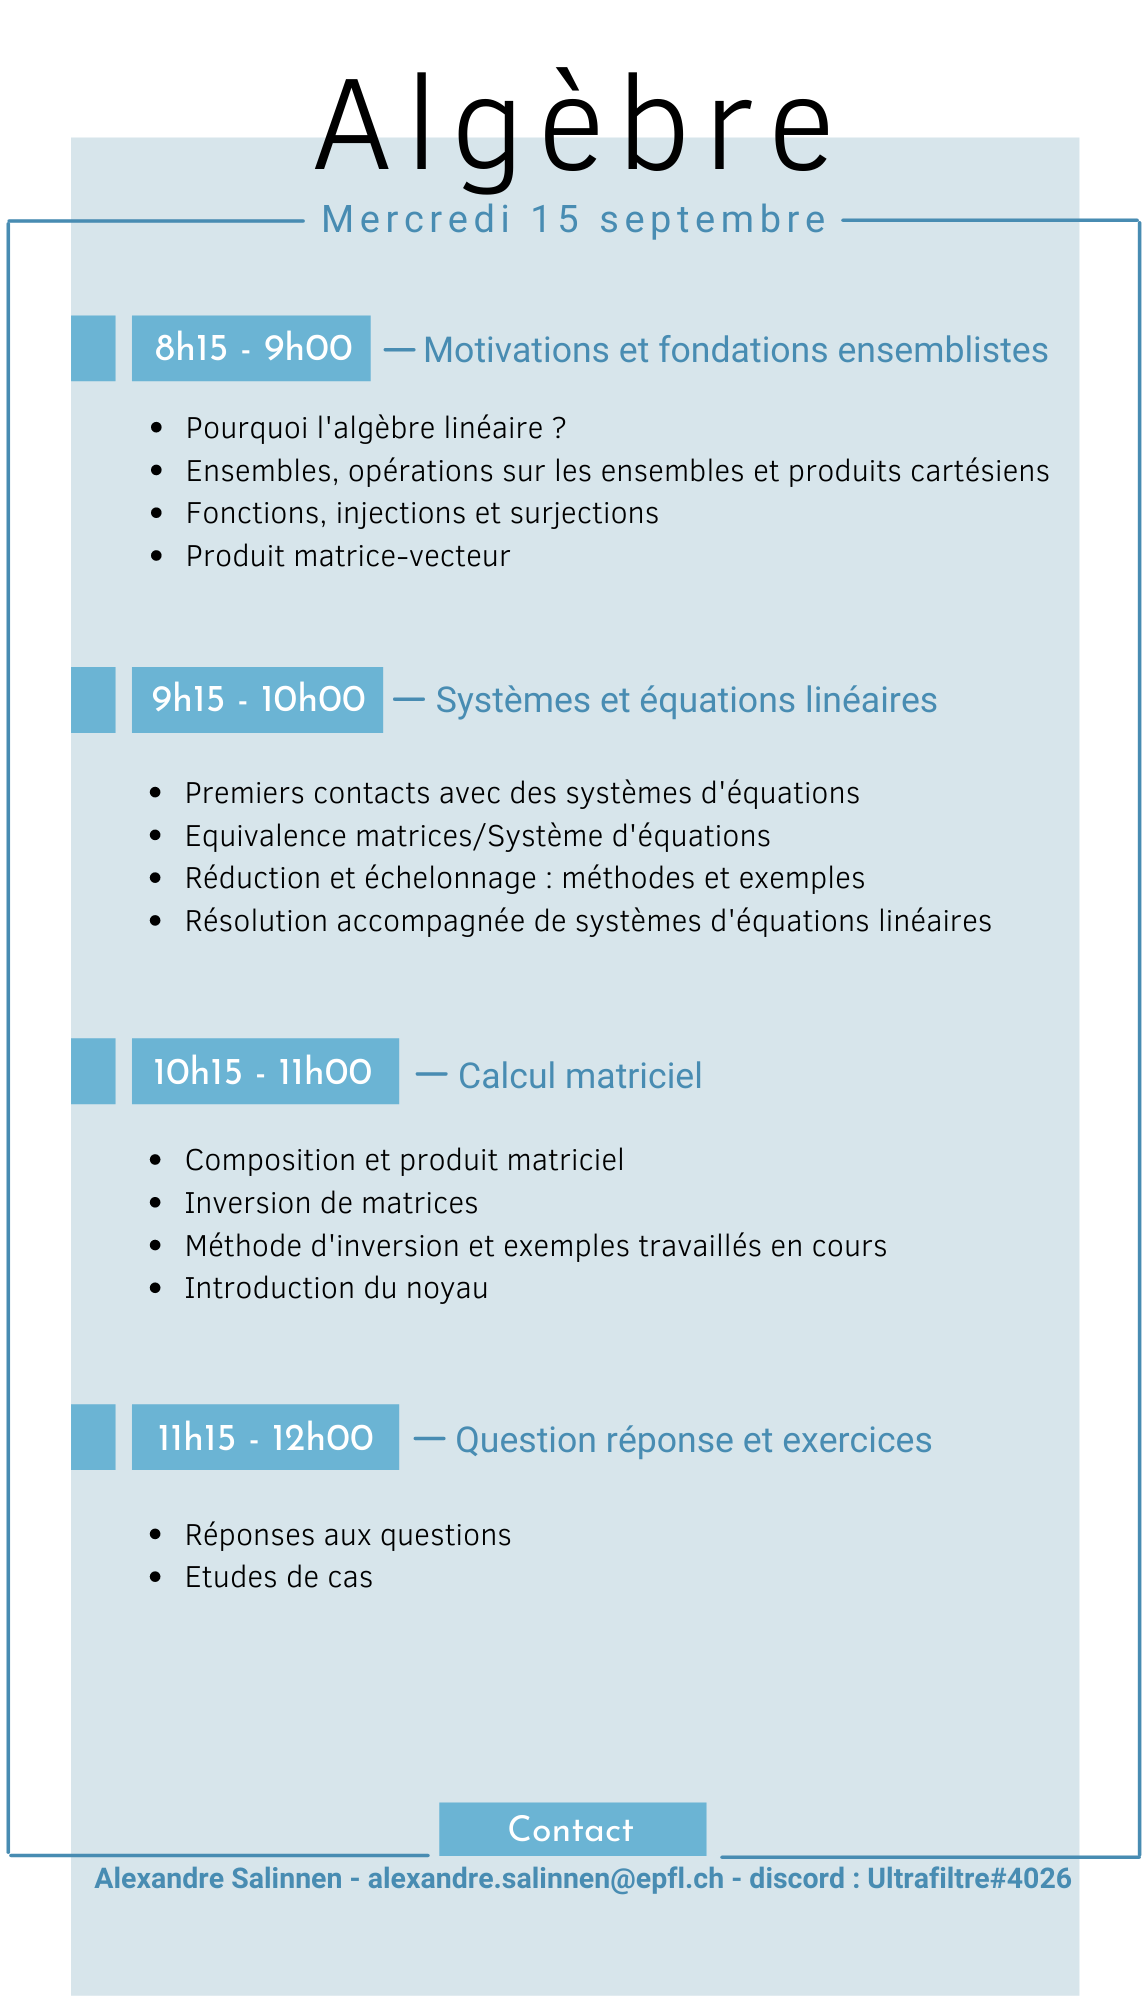 Algèbre
Mercredi 15 septembre
8h15 - 9h00 — Motivations et fondations ensemblistes
• Pourquoi l'algèbre linéaire ?
• Ensembles, opérations sur les ensembles et produits cartésiens
• Fonctions, injections et surjections
• Produit matrice-vecteur
9h15 - 10h00 — Systèmes et équations linéaires
• Premiers contacts avec des systèmes d'équations
• Equivalence matrices/Système d'équations
• Réduction et échelonnage : méthodes et exemples
• Résolution accompagnée de systèmes d'équations linéaires
10h15 - 11h00 — Calcul matriciel
• Composition et produit matriciel
• Inversion de matrices
• Méthode d'inversion et exemples travaillés en cours
• Introduction du noyau
11h15 - 12h00 — Question réponse et exercices
• Réponses aux questions
• Etudes de cas
Contact
Alexandre Salinnen - alexandre.salinnen@epfl.ch - discord : Ultrafiltre#4026